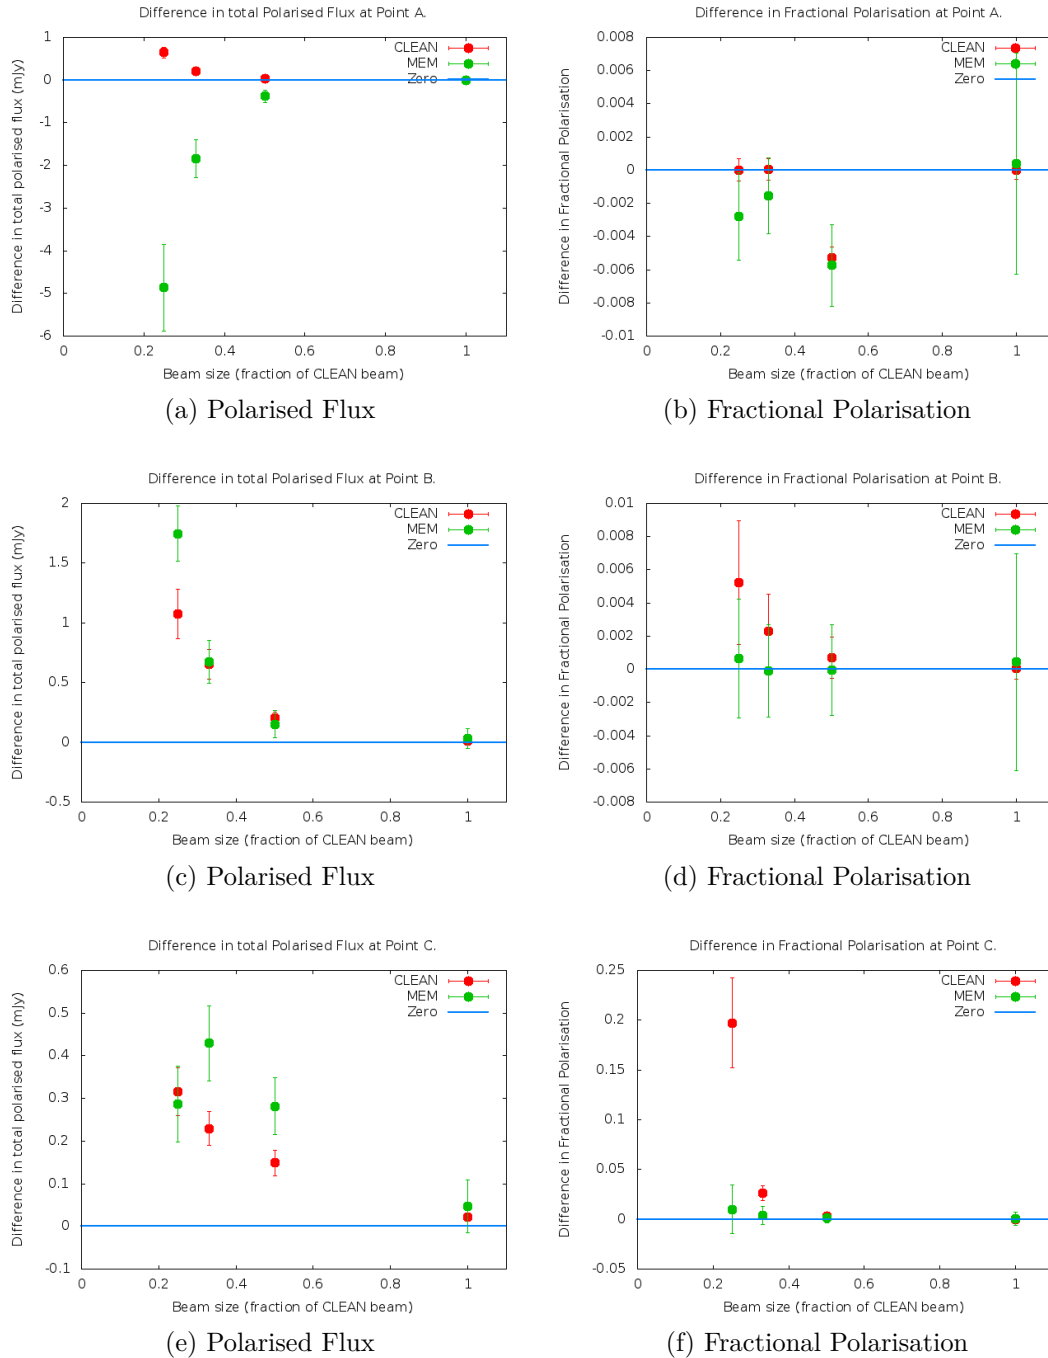 Difference in total Polarised Flux at Point A.
Difference in total polarised flux (mJy)
1
0
-1
-2
-3
-4
-5
-6
0
0.2
0.4
0.6
0.8
1
CLEAN
MEM
Zero
Beam size (fraction of CLEAN beam)
(a) Polarised Flux
Difference in Fractional Polarisation at Point A.
Difference in Fractional Polarisation
0.008
0.006
0.004
0.002
0
-0.002
-0.004
-0.006
-0.008
-0.01
0
0.2
0.4
0.6
0.8
1
CLEAN
MEM
Zero
Beam size (fraction of CLEAN beam)
(b) Fractional Polarisation
Difference in total Polarised Flux at Point B.
Difference in total polarised flux (mJy)
2
1.5
1
0.5
0
-0.5
0
0.2
0.4
0.6
0.8
1
CLEAN
MEM
Zero
Beam size (fraction of CLEAN beam)
(c) Polarised Flux
Difference in Fractional Polarisation at Point B.
Difference in Fractional Polarisation
0.01
0.008
0.006
0.004
0.002
0
-0.002
-0.004
-0.006
-0.008
0
0.2
0.4
0.6
0.8
1
CLEAN
MEM
Zero
Beam size (fraction of CLEAN beam)
(d) Fractional Polarisation
Difference in total Polarised Flux at Point C.
Difference in total polarised flux (mJy)
0.6
0.5
0.4
0.3
0.2
0.1
0
-0.1
0
0.2
0.4
0.6
0.8
1
CLEAN
MEM
Zero
Beam size (fraction of CLEAN beam)
(e) Polarised Flux
Difference in Fractional Polarisation at Point C.
Difference in Fractional Polarisation
0.25
0.2
0.15
0.1
0.05
0
-0.05
0
0.2
0.4
0.6
0.8
1
CLEAN
MEM
Zero
Beam size (fraction of CLEAN beam)
(f) Fractional Polarisation